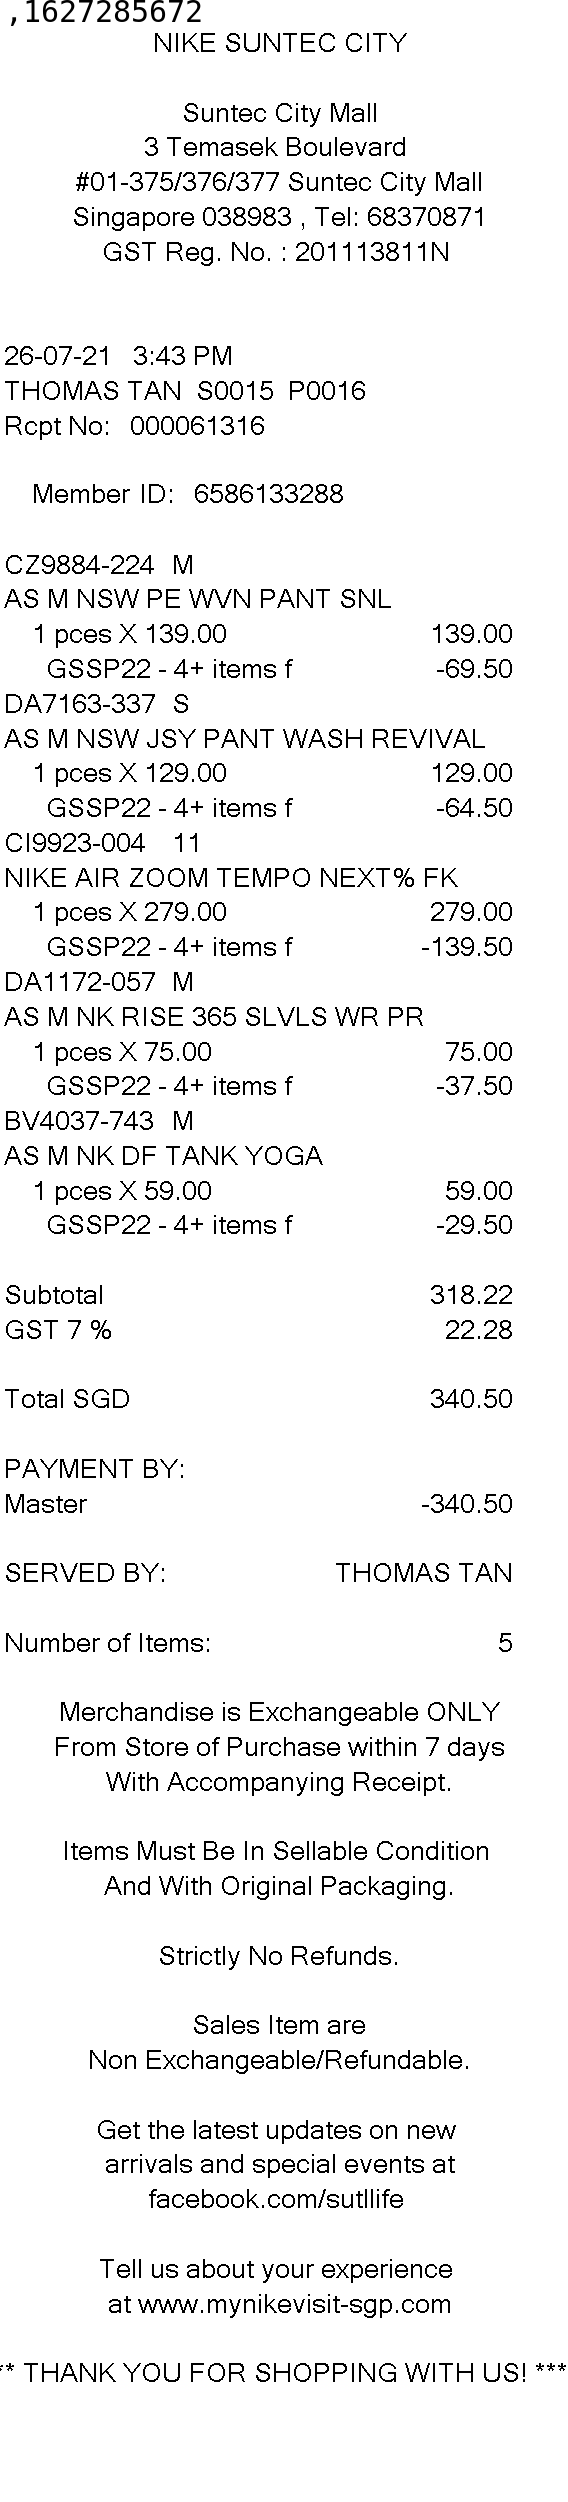 ,1627285672
NIKE SUNTEC CITY
Suntec City Mall
3 Temasek Boulevard
#01-375/376/377 Suntec City Mall
Singapore 038983 , Tel: 68370871
GST Reg. No. : 201113811N
26-07-21 3:43 PM
THOMAS TAN S0015 P0016
Rcpt No: 000061316
Member ID: 6586133288
CZ9884-224 M
AS M NSW PE WVN PANT SNL
1 pces X 139.00 139.00
GSSP22 - 4+ items f -69.50
DA7163-337 S
AS M NSW JSY PANT WASH REVIVAL
1 pces X 129.00 129.00
GSSP22 - 4+ items f -64.50
CI9923-004 11
NIKE AIR ZOOM TEMPO NEXT% FK
1 pces X 279.00 279.00
GSSP22 - 4+ items f -139.50
DA1172-057 M
AS M NK RISE 365 SLVLS WR PR
1 pces X 75.00 75.00
GSSP22 - 4+ items f -37.50
BV4037-743 M
AS M NK DF TANK YOGA
1 pces X 59.00 59.00
GSSP22 - 4+ items f -29.50
Subtotal 318.22
GST 7 % 22.28
Total SGD 340.50
PAYMENT BY:
Master -340.50
SERVED BY: THOMAS TAN
Number of Items: 5
Merchandise is Exchangeable ONLY
From Store of Purchase within 7 days
With Accompanying Receipt.
Items Must Be In Sellable Condition
And With Original Packaging.
Strictly No Refunds.
Sales Item are
Non Exchangeable/Refundable.
Get the latest updates on new
arrivals and special events at
facebook.com/sutllife
Tell us about your experience
at www.mynikevisit-sgp.com
** THANK YOU FOR SHOPPING WITH US! ***